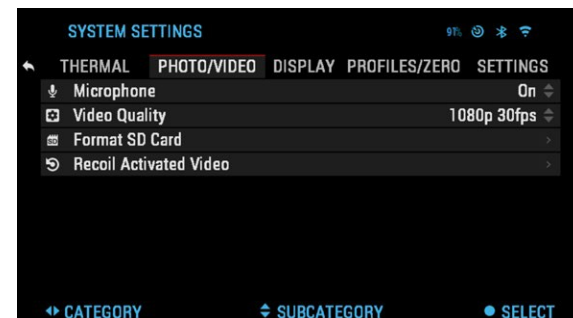 SYSTEM SETTINGS 91%
THERMAL PHOTO/VIDEO DISPLAY PROFILES/ZERO SETTINGS
Microphone On
Video Quality 1080p 30fps
Format SD Card
Recoil Activated Video
CATEGORY SUBCATEGORY SELECT